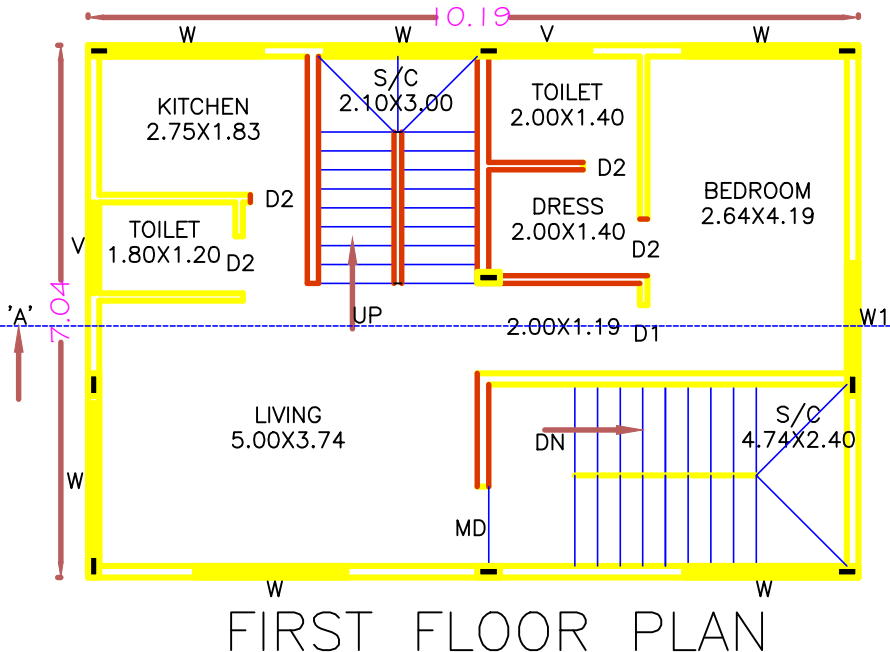 10.19
W
W
V
W
S/C
2.10X3.00
KITCHEN
2.75X1.83
TOILET
2.00X1.40
D2
D2
BEDROOM
2.64X4.19
DRESS
2.00X1.40
TOILET
1.80X1.20
V
D2
D2
7.04
'A'
UP
2.00X1.19
D1
W1
LIVING
5.00X3.74
S/C
4.74X2.40
DN
W
MD
W
W
FIRST FLOOR PLAN